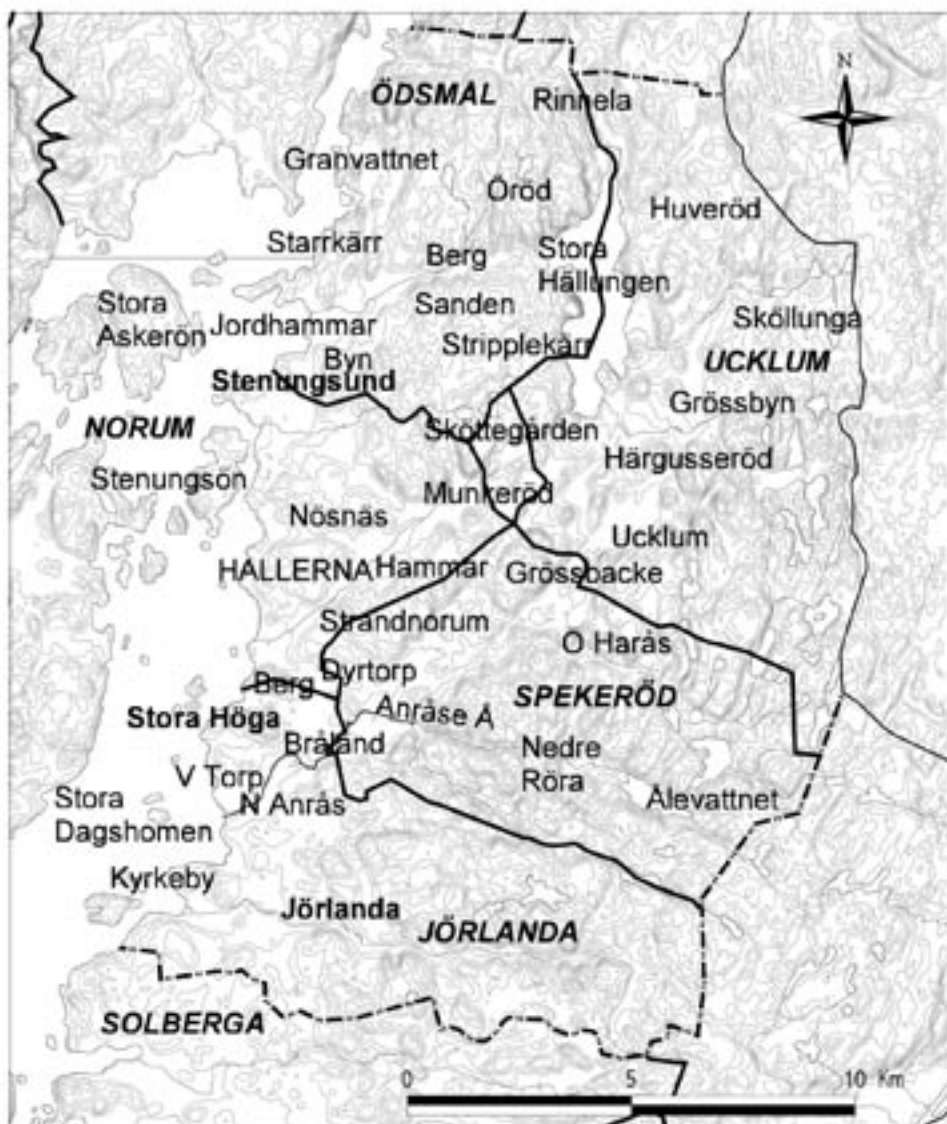 N
ÖDSMÅL
Rinnela
Granvattnet
Öröd
Huveröd
Starrkärr
Berg
Stora
Hällungen
Stora
Askerön
Sanden
Jordhammar
Sköllunga
Stripplekärr
Byn
UCKLUM
Stenungsund
Grössbyn
NORUM
Sköttegården
Härgusseröd
Stenungsön
Munkeröd
Nösnäs
Ucklum
HALLERNA
Hammar
Grössbacke
Strandnorum
Ö Harås
Dyrtorp
Berg
SPEKERÖD
Stora Höga
Anråse Å
Bråland
Nedre
Röra
V Torp
N Anrås
Ålevattnet
Stora
Dagshomen
Kyrkeby
Jörlanda
JÖRLANDA
SOLBERGA
0 5 10 Km